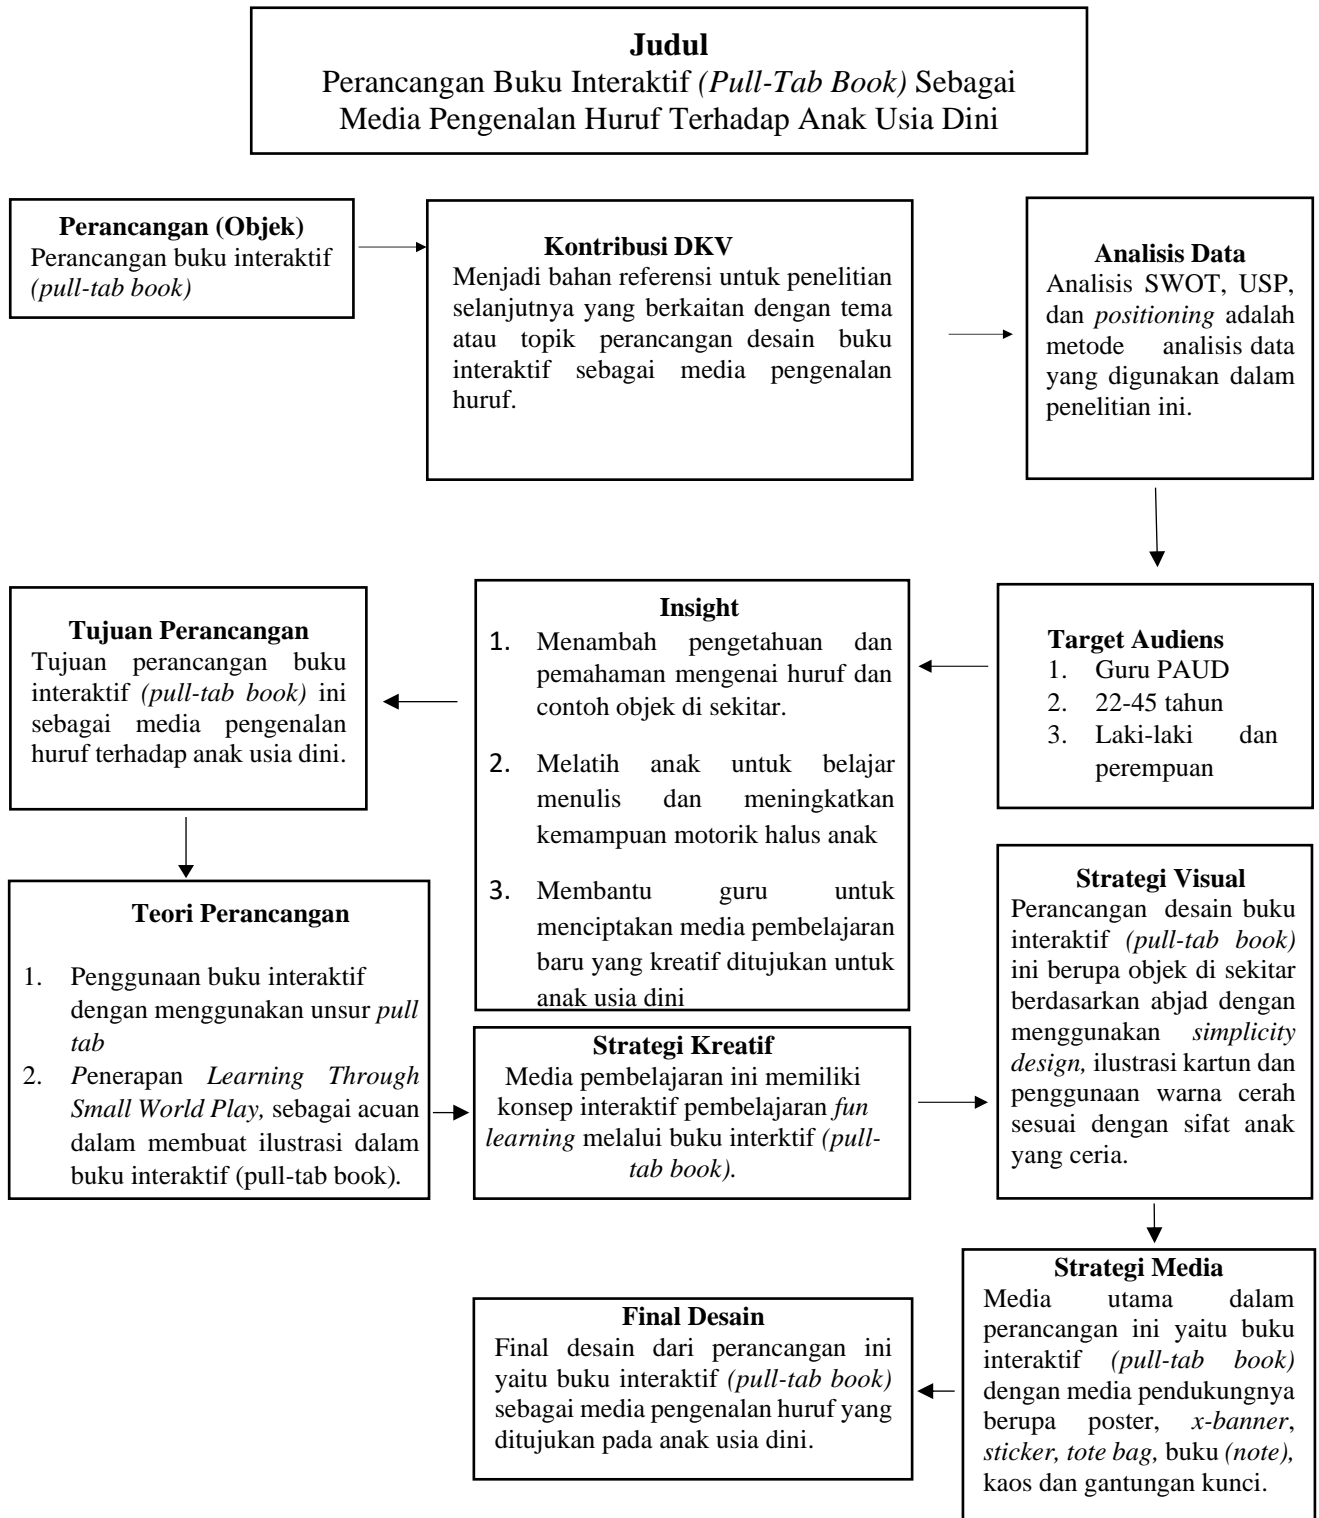 Judul
Perancangan Buku Interaktif (Pull-Tab Book) Sebagai
Media Pengenalan Huruf Terhadap Anak Usia Dini
Perancangan (Objek)
Perancangan buku interaktif
(pull-tab book)
Kontribusi DKV
Menjadi bahan referensi untuk penelitian
selanjutnya yang berkaitan dengan tema
atau topik perancangan desain buku
interaktif sebagai media pengenalan
huruf.
Analisis Data
Analisis SWOT, USP,
dan positioning adalah
metode analisis data
yang digunakan dalam
penelitian ini.
Target Audiens
1. Guru PAUD
2. 22-45 tahun
3. Laki-laki dan
perempuan
Insight
1. Menambah pengetahuan dan
pemahaman mengenai huruf dan
contoh objek di sekitar.
2. Melatih anak untuk belajar
menulis dan meningkatkan
kemampuan motorik halus anak
3. Membantu guru untuk
menciptakan media pembelajaran
baru yang kreatif ditujukan untuk
anak usia dini
Tujuan Perancangan
Tujuan perancangan buku
interaktif (pull-tab book) ini
sebagai media pengenalan
huruf terhadap anak usia dini.
Teori Perancangan
1. Penggunaan buku interaktif
dengan menggunakan unsur pull
tab
2. Penerapan Learning Through
Small World Play, sebagai acuan
dalam membuat ilustrasi dalam
buku interaktif (pull-tab book).
Strategi Kreatif
Media pembelajaran ini memiliki
konsep interaktif pembelajaran fun
learning melalui buku interktif (pull-
tab book).
Strategi Visual
Perancangan desain buku
interaktif (pull-tab book)
ini berupa objek di sekitar
berdasarkan abjad dengan
menggunakan simplicity
design, ilustrasi kartun dan
penggunaan warna cerah
sesuai dengan sifat anak
yang ceria.
Strategi Media
Media utama dalam
perancangan ini yaitu buku
interaktif (pull-tab book)
dengan media pendukungnya
berupa poster, x-banner,
sticker, tote bag, buku (note),
kaos dan gantungan kunci.
Final Desain
Final desain dari perancangan ini
yaitu buku interaktif (pull-tab book)
sebagai media pengenalan huruf yang
ditujukan pada anak usia dini.